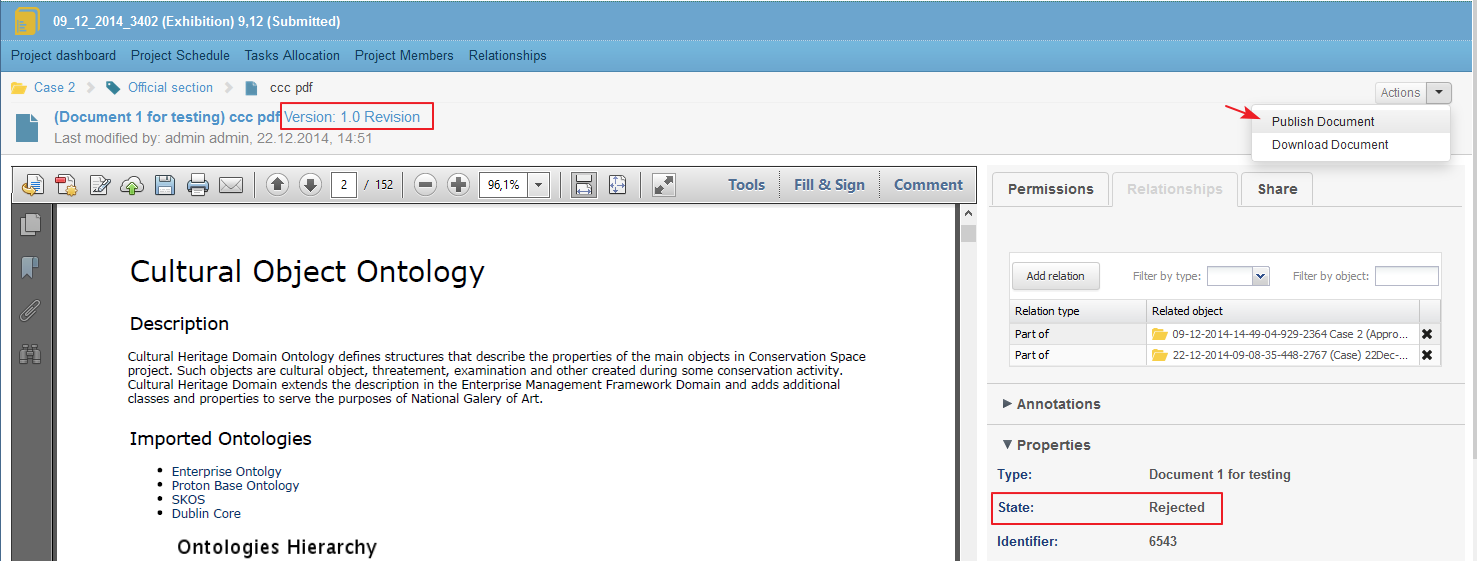 09_12_2014_3402 (Exhibition) 9,12 (Submitted)
Project dashboard Project Schedule Tasks Allocation Project Members Relationships
Case 2 Official section ccc pdf
Actions
(Document 1 for testing) ccc pdf Version: 1.0 Revision
Last modified by: admin admin, 22.12.2014, 14:51
Publish Document
Download Document
2 / 152 96,1% Tools Fill & Sign Comment
Cultural Object Ontology
Description
Cultural Heritage Domain Ontology defines structures that describe the properties of the main objects in Conservation Space
project. Such objects are cultural object, threatement, examination and other created during some conservation activity.
Cultural Heritage Domain extends the description in the Enterprise Management Framework Domain and adds additional
classes and properties to serve the purposes of National Galery of Art.
Imported Ontologies
• Enterprise Ontolgy
• Proton Base Ontology
• SKOS
• Dublin Core
Ontologies Hierarchy
Permissions Relationships Share
Add relation Filter by type: Filter by object:
Relation type Related object
Part of 09-12-2014-14-49-04-929-2364 Case 2 (Appro...
Part of 22-12-2014-09-08-35-448-2767 (Case) 22Dec-...
Annotations
Properties
Type: Document 1 for testing
State: Rejected
Identifier: 6543